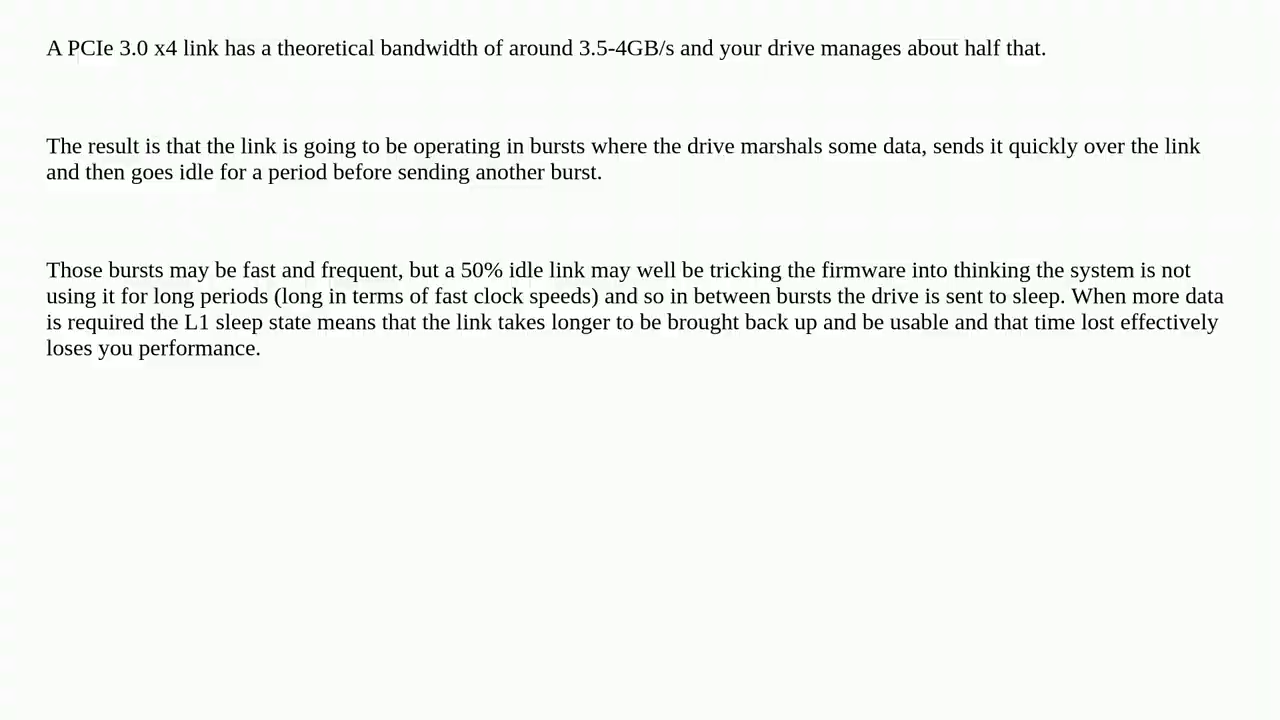 A PCIe 3.0 x4 link has a theoretical bandwidth of around 3.5-4GB/s and your drive manages about half that.
The result is that the link is going to be operating in bursts where the drive marshals some data, sends it quickly over the link
and then goes idle for a period before sending another burst.
Those bursts may be fast and frequent, but a 50% idle link may well be tricking the firmware into thinking the system is not
using it for long periods (long in terms of fast clock speeds) and so in between bursts the drive is sent to sleep. When more data
is required the L1 sleep state means that the link takes longer to be brought back up and be usable and that time lost effectively
loses you performance.